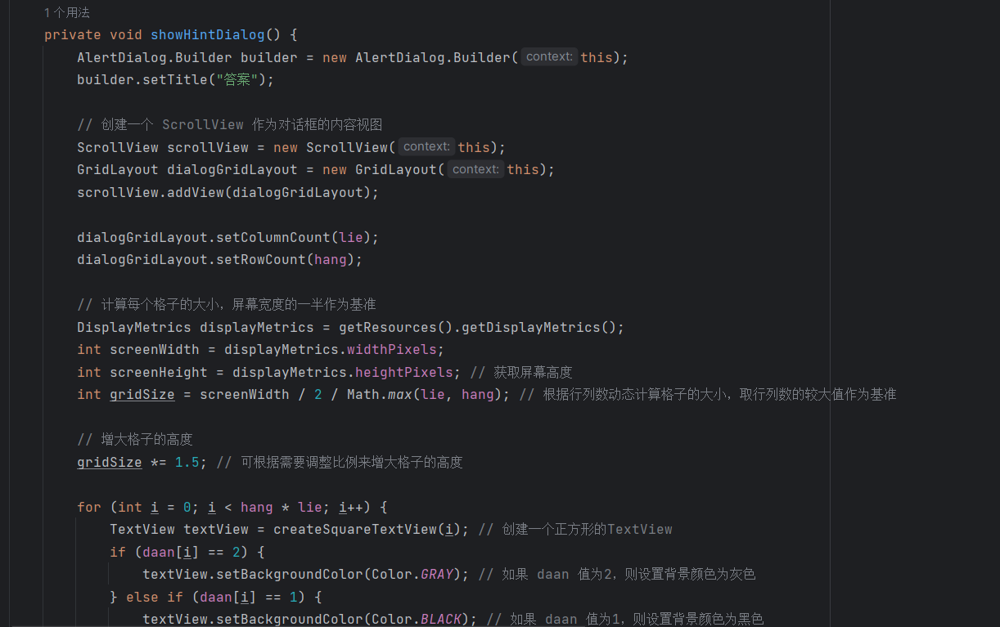 1 个用法
private void showHintDialog() {
AlertDialog.Builder builder = new AlertDialog.Builder( context: this);
builder.setTitle("答案");
// 创建一个 ScrollView 作为对话框的内容视图
ScrollView scrollView = new ScrollView( context: this);
GridLayout dialogGridLayout = new GridLayout( context: this);
scrollView.addView(dialogGridLayout);
dialogGridLayout.setColumnCount(lie);
dialogGridLayout.setRowCount(hang);
// 计算每个格子的大小，屏幕宽度的一半作为基准
DisplayMetrics displayMetrics = getResources().getDisplayMetrics();
int screenWidth = displayMetrics.widthPixels;
int screenHeight = displayMetrics.heightPixels; // 获取屏幕高度
int gridSize = screenWidth / 2 / Math.max(lie, hang); // 根据行列数动态计算格子的大小，取行列数的较大值作为基准
// 增大格子的高度
gridSize *= 1.5; // 可根据需要调整比例来增大格子的高度
for (int i = 0; i < hang * lie; i++) {
TextView textView = createSquareTextView(i); // 创建一个正方形的TextView
if (daan[i] == 2) {
textView.setBackgroundColor(Color.GRAY); // 如果 daan 值为2，则设置背景颜色为灰色
} else if (daan[i] == 1) {
textView.setBackgroundColor(Color.BLACK); // 如果 daan 值为1，则设置背景颜色为黑色